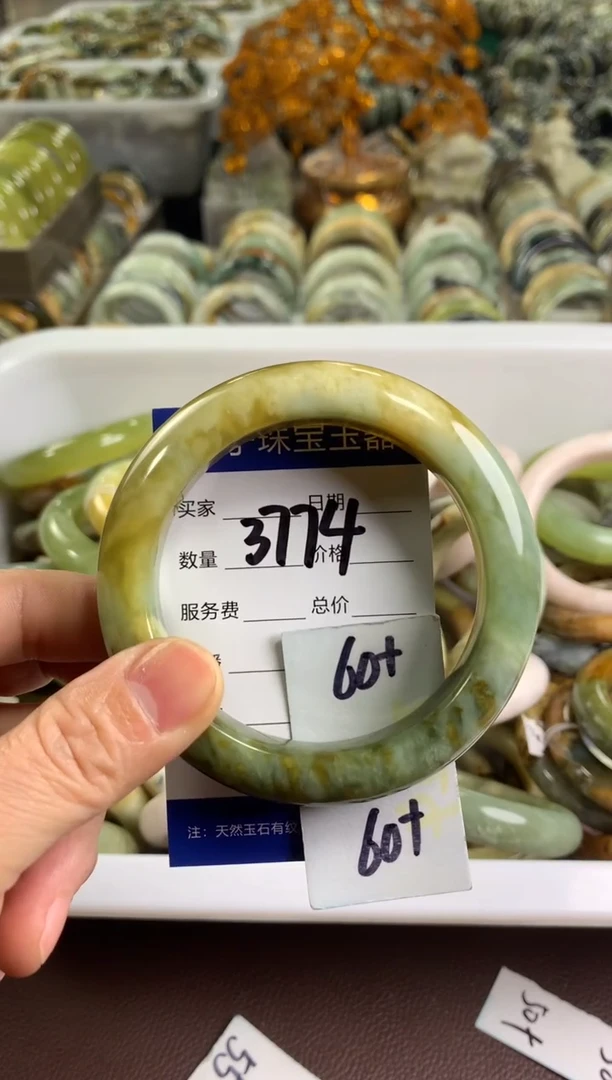 珠宝玉器
买家 日期
3774
数量 价格
服务费 总价
60+
注：天然玉石有纹
60+
50+
55